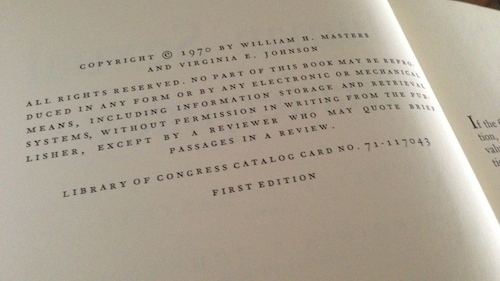 COPYRIGHT © 1970 BY WILLIAM H. MASTERS
AND VIRGINIA E. JOHNSON
ALL RIGHTS RESERVED. NO PART OF THIS BOOK MAY BE REPRO-
DUCED IN ANY FORM OR BY ANY ELECTRONIC OR MECHANICAL
MEANS, INCLUDING INFORMATION STORAGE AND RETRIEVAL
SYSTEMS, WITHOUT PERMISSION IN WRITING FROM THE PUB-
LISHER, EXCEPT BY A REVIEWER WHO MAY QUOTE BRIEF
PASSAGES IN A REVIEW.
LIBRARY OF CONGRESS CATALOG CARD NO. 71-117043
FIRST EDITION
If the
tion,